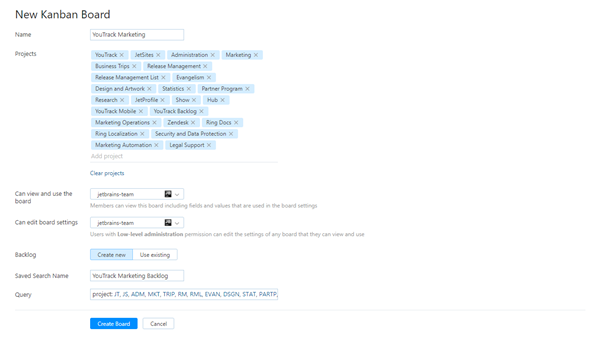 New Kanban Board
Name YouTrack Marketing
Projects YouTrack × JetSites × Administration × Marketing ×
Business Trips × Release Management ×
Release Management List × Evangelism ×
Design and Artwork × Statistics × Partner Program ×
Research × JetProfile × Show × Hub ×
YouTrack Mobile × YouTrack Backlog ×
Marketing Operations × Zendesk × Ring Docs ×
Ring Localization × Security and Data Protection ×
Marketing Automation × Legal Support ×
Add project
Clear projects
Can view and use the board jetbrains-team
Members can view this board including fields and values that are used in the board settings
Can edit board settings jetbrains-team
Users with Low-level administration permission can edit the settings of any board that they can view and use
Backlog Create new Use existing
Saved Search Name YouTrack Marketing Backlog
Query project: JT, JS, ADM, MKT, TRIP, RM, RML, EVAN, DSGN, STAT, PARTP,
Create Board Cancel